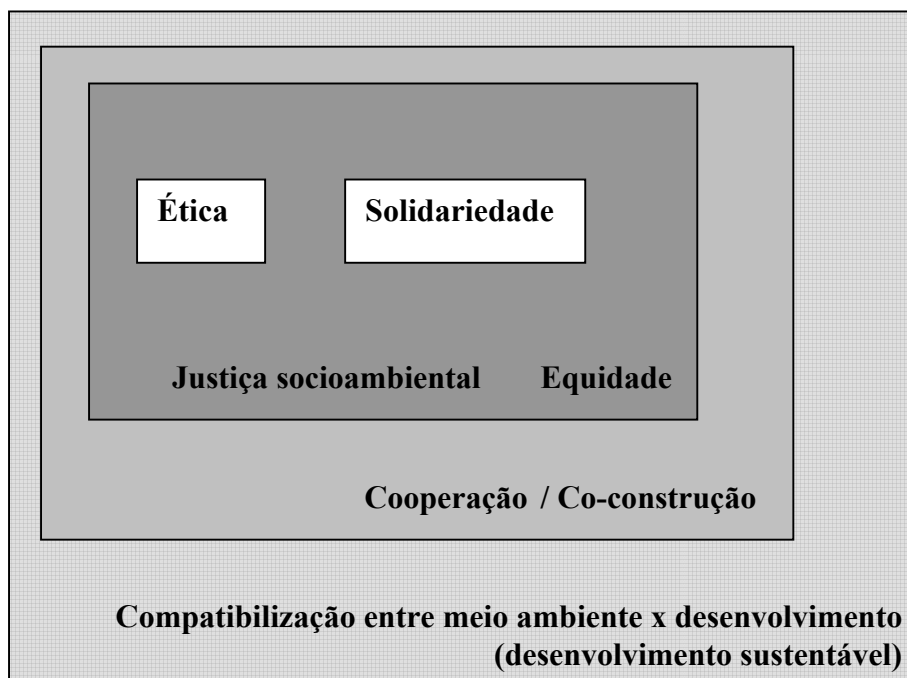 Ética Solidariedade
Justiça socioambiental Equidade
Cooperação / Co-construção
Compatibilização entre meio ambiente x desenvolvimento
(desenvolvimento sustentável)